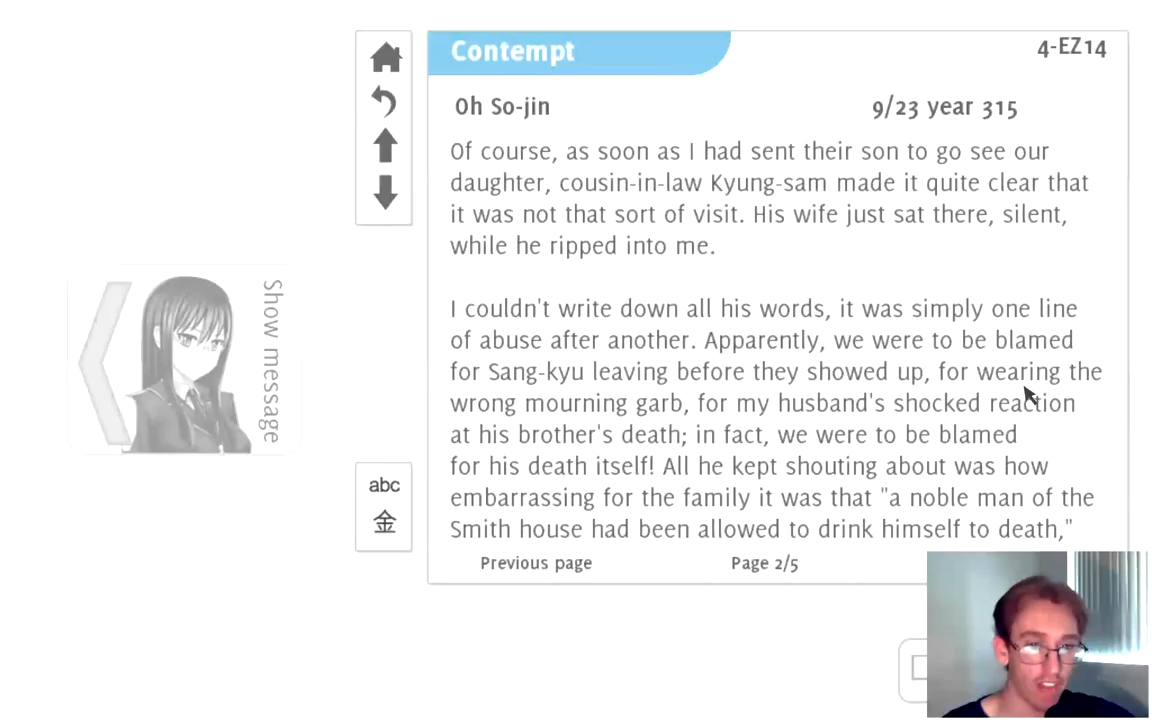 Contempt
4-EZ14
Oh So-jin
9/23 year 315
Of course, as soon as I had sent their son to go see our
daughter, cousin-in-law Kyung-sam made it quite clear that
it was not that sort of visit. His wife just sat there, silent,
while he ripped into me.
I couldn't write down all his words, it was simply one line
of abuse after another. Apparently, we were to be blamed
for Sang-kyu leaving before they showed up, for wearing the
wrong mourning garb, for my husband's shocked reaction
at his brother's death; in fact, we were to be blamed
for his death itself! All he kept shouting about was how
embarrassing for the family it was that "a noble man of the
Smith house had been allowed to drink himself to death,"
Previous page
Page 2/5
Show message
abc
金